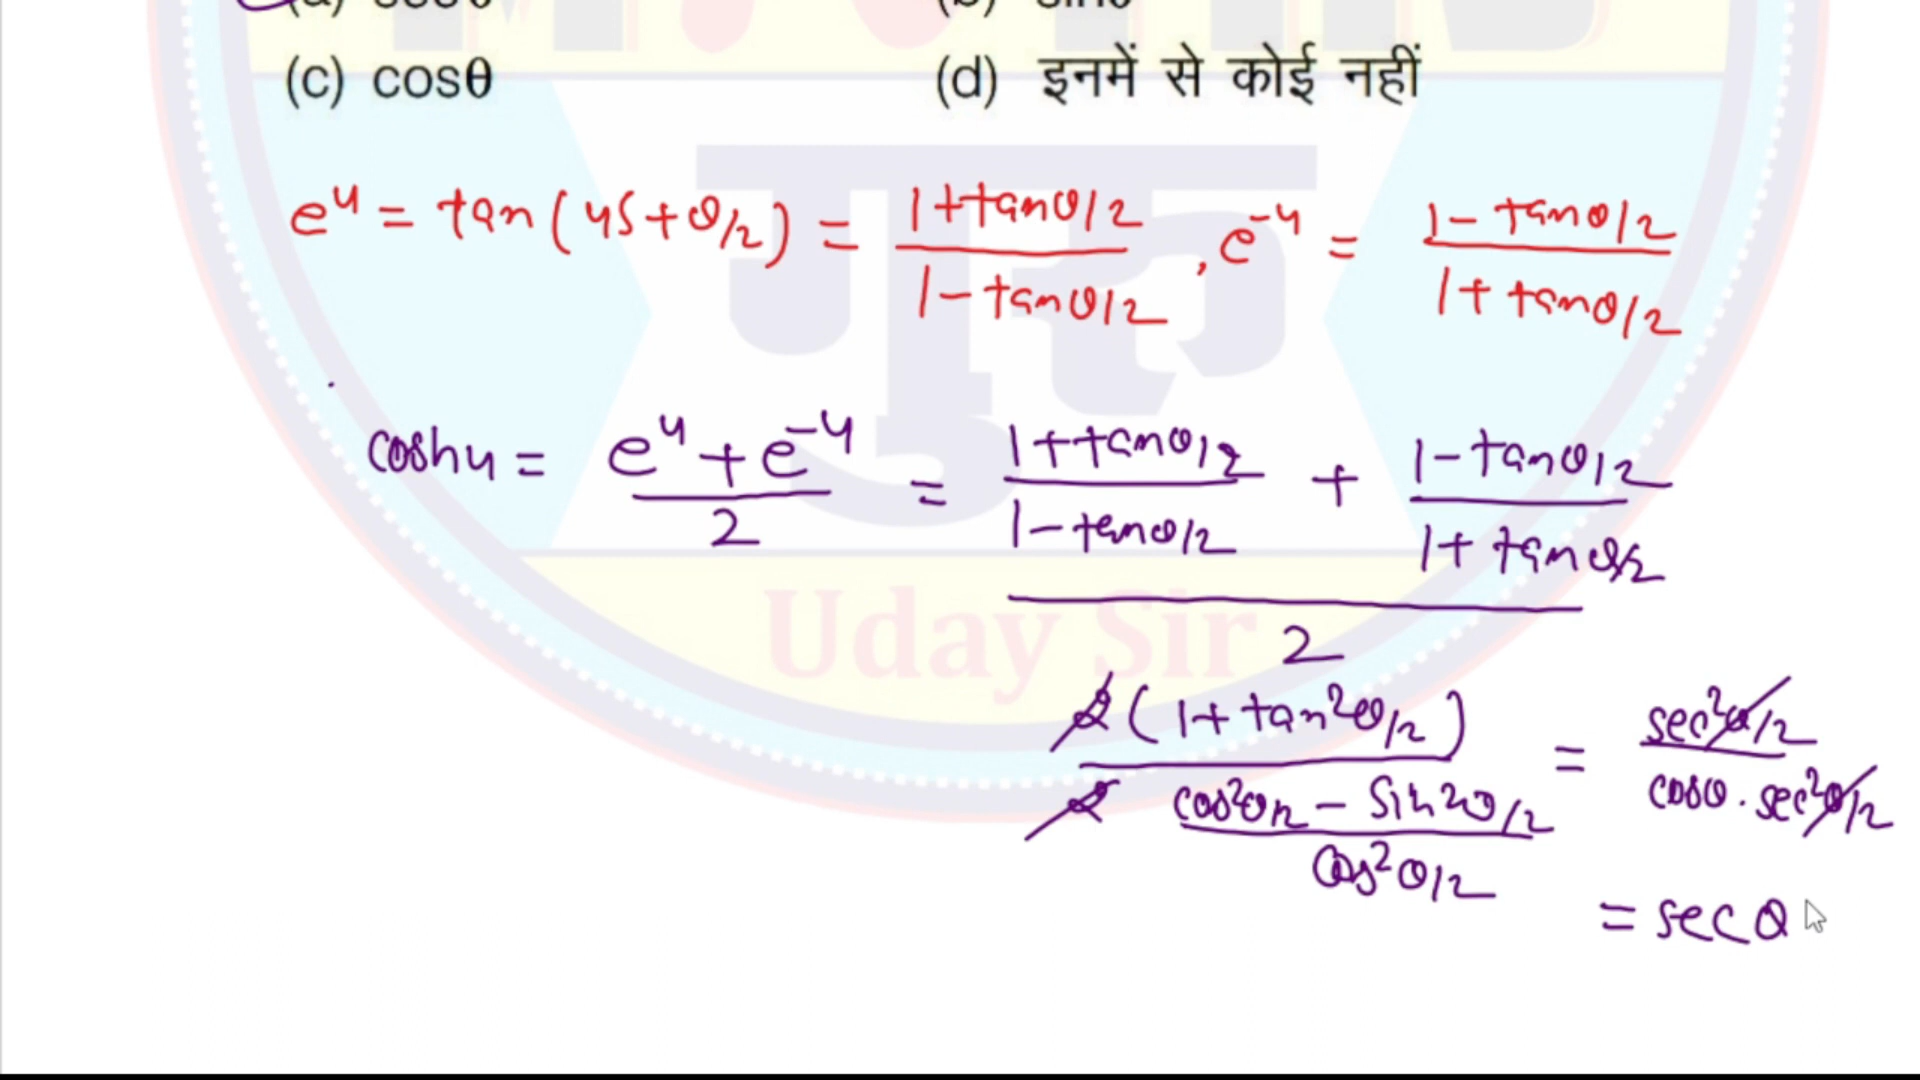 (a) secθ (b) sinθ
(c) cosθ (d) इनमें से कोई नहीं
e^u = tan(45+θ/2) = (1+tanθ/2)/(1-tanθ/2) , e^-u = (1-tanθ/2)/(1+tanθ/2)
coshu = (e^u + e^-u)/2 = ((1+tanθ/2)/(1-tanθ/2) + (1-tanθ/2)/(1+tanθ/2))/2
Uday Sir
2(1+tan²θ/2)/(2 (cos²θ/2 - sin²θ/2)/(cos²θ/2)) = sec²θ/2/(cosθ.sec²θ/2)
= secθ
गुरु